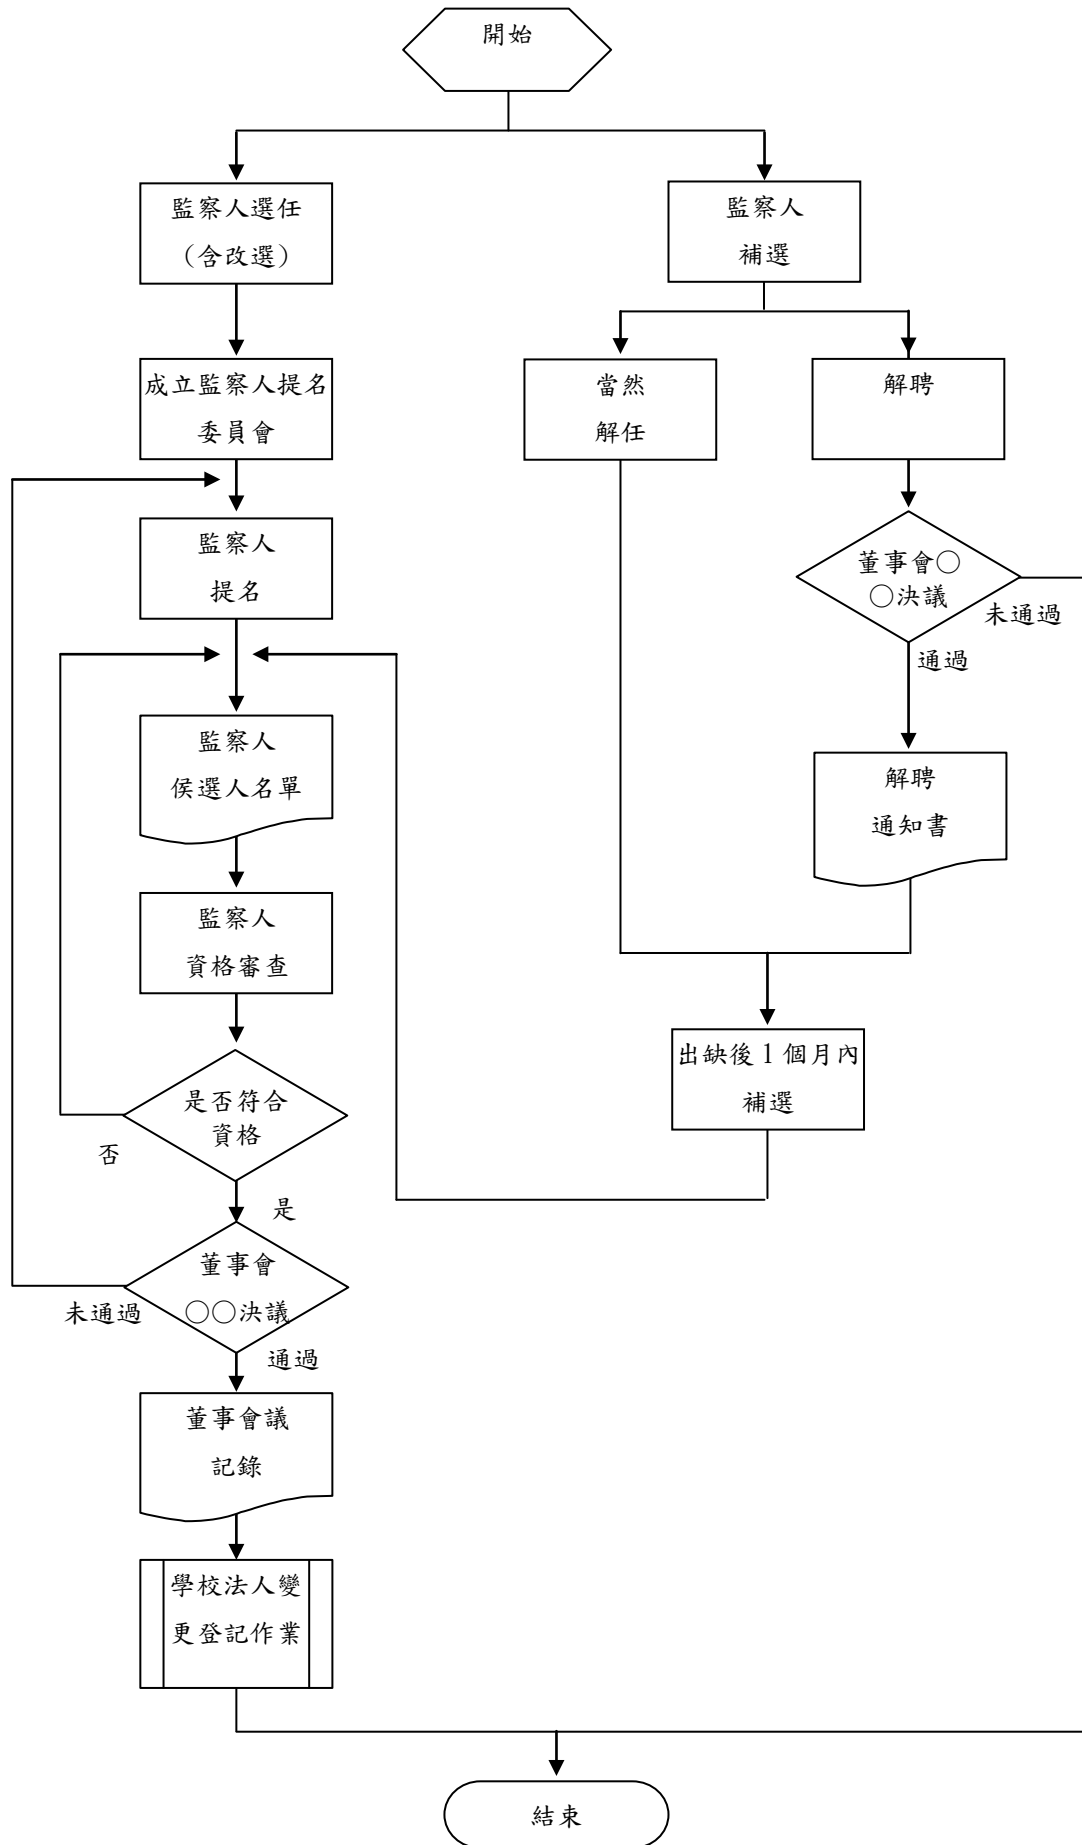 開始
監察人選任
（含改選）
監察人
補選
成立監察人提名
委員會
當然
解任
解聘
監察人
提名
董事會○
○決議
未通過
通過
監察人
侯選人名單
解聘
通知書
監察人
資格審查
出缺後 1 個月內
補選
是否符合
資格
否
是
董事會
○○決議
未通過
通過
董事會議
記錄
學校法人變
更登記作業
結束